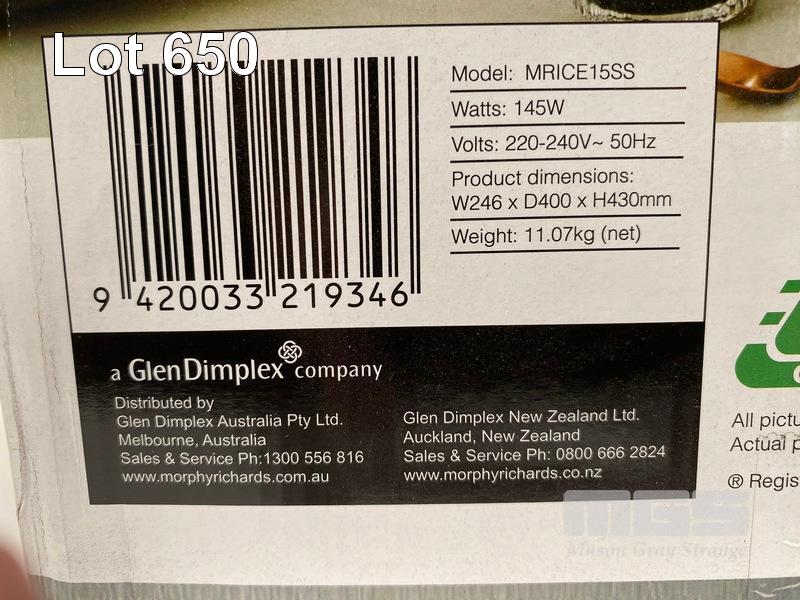 Lot 650
Model: MRICE15SS
Watts: 145W
Volts: 220-240V~ 50Hz
Product dimensions:
W246 x D400 x H430mm
Weight: 11.07kg (net)
9 420033 219346
a GlenDimplex company
Distributed by
Glen Dimplex Australia Pty Ltd.
Melbourne, Australia
Sales & Service Ph:1300 556 816
www.morphyrichards.com.au
Glen Dimplex New Zealand Ltd.
Auckland, New Zealand
Sales & Service Ph: 0800 666 2824
www.morphyrichards.co.nz
All pictu
Actual p
® Regis
MGS
Mason Gray Strange